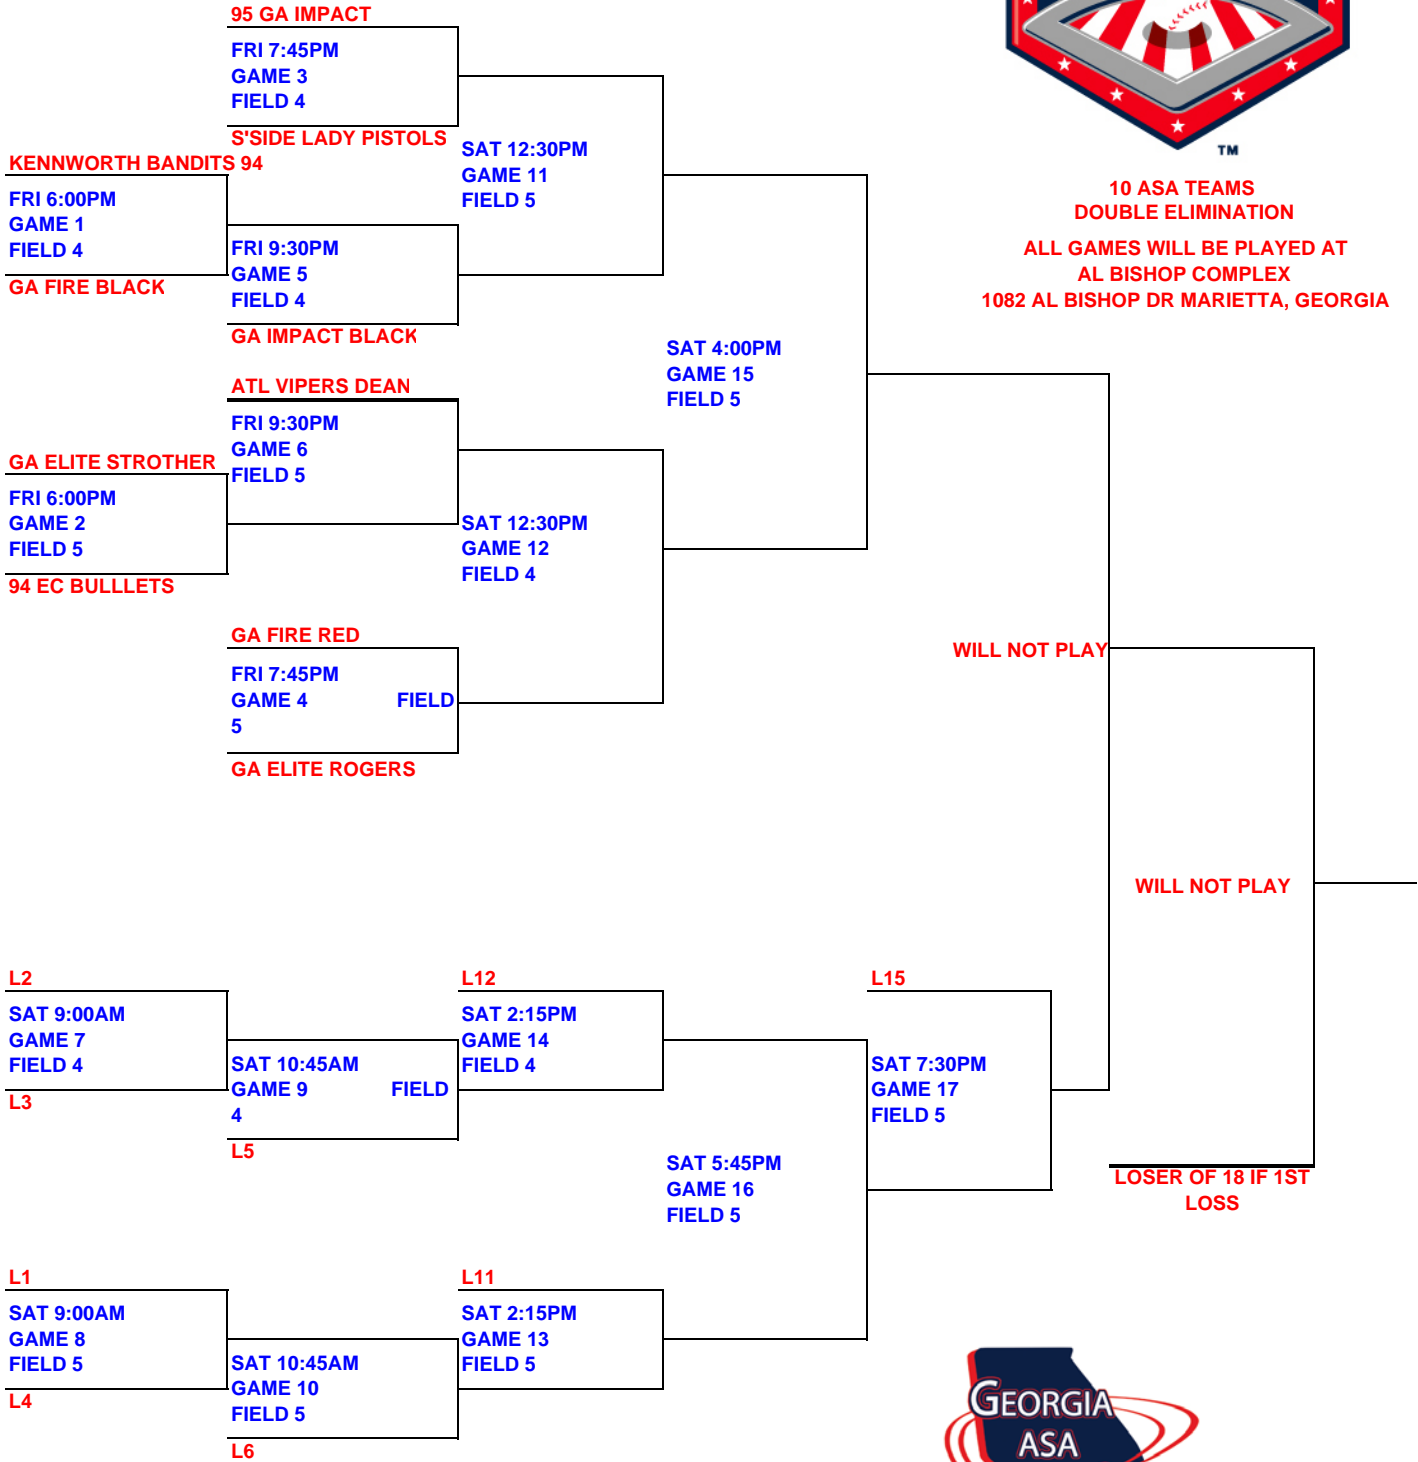 95 GA IMPACT
FRI 7:45PM
GAME 3
FIELD 4
S'SIDE LADY PISTOLS
KENNWORTH BANDITS 94
FRI 6:00PM
GAME 1
FIELD 4
GA FIRE BLACK
SAT 12:30PM
GAME 11
FIELD 5
FRI 9:30PM
GAME 5
FIELD 4
GA IMPACT BLACK
TM
10 ASA TEAMS
DOUBLE ELIMINATION
ALL GAMES WILL BE PLAYED AT
AL BISHOP COMPLEX
1082 AL BISHOP DR MARIETTA, GEORGIA
SAT 4:00PM
GAME 15
FIELD 5
ATL VIPERS DEAN
FRI 9:30PM
GAME 6
FIELD 5
GA ELITE STROTHER
FRI 6:00PM
GAME 2
FIELD 5
94 EC BULLLETS
SAT 12:30PM
GAME 12
FIELD 4
GA FIRE RED
FRI 7:45PM
GAME 4 FIELD
5
GA ELITE ROGERS
WILL NOT PLAY
WILL NOT PLAY
L2
SAT 9:00AM
GAME 7
FIELD 4
L3
SAT 10:45AM
GAME 9 FIELD
4
L5
L12
SAT 2:15PM
GAME 14
FIELD 4
L15
SAT 7:30PM
GAME 17
FIELD 5
SAT 5:45PM
GAME 16
FIELD 5
LOSER OF 18 IF 1ST
LOSS
L1
SAT 9:00AM
GAME 8
FIELD 5
L4
SAT 10:45AM
GAME 10
FIELD 5
L6
L11
SAT 2:15PM
GAME 13
FIELD 5
GEORGIA
ASA